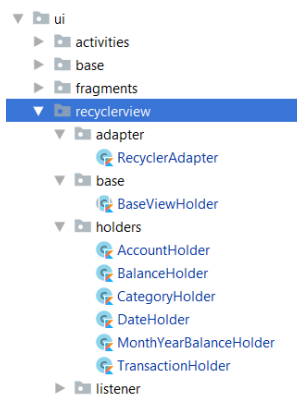 ui
activities
base
fragments
recyclerview
adapter
RecyclerAdapter
base
BaseViewHolder
holders
AccountHolder
BalanceHolder
CategoryHolder
DateHolder
MonthYearBalanceHolder
TransactionHolder
listener